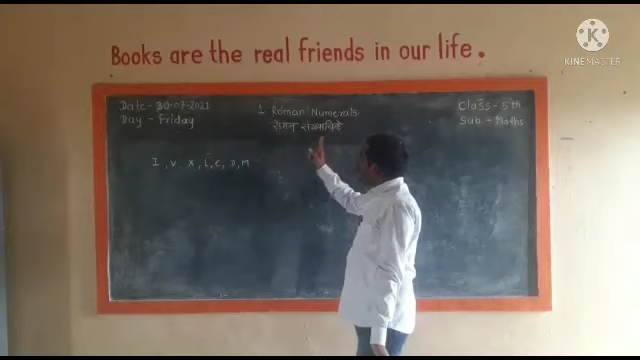 Books are the real friends in our life.
Date - 30-07-2021
Day - Friday
1. Roman Numerals
रोमन संख्याचिन्हे
Class - 5th
Sub - Maths
I, V, X, L, C, D, M
KINEMASTER